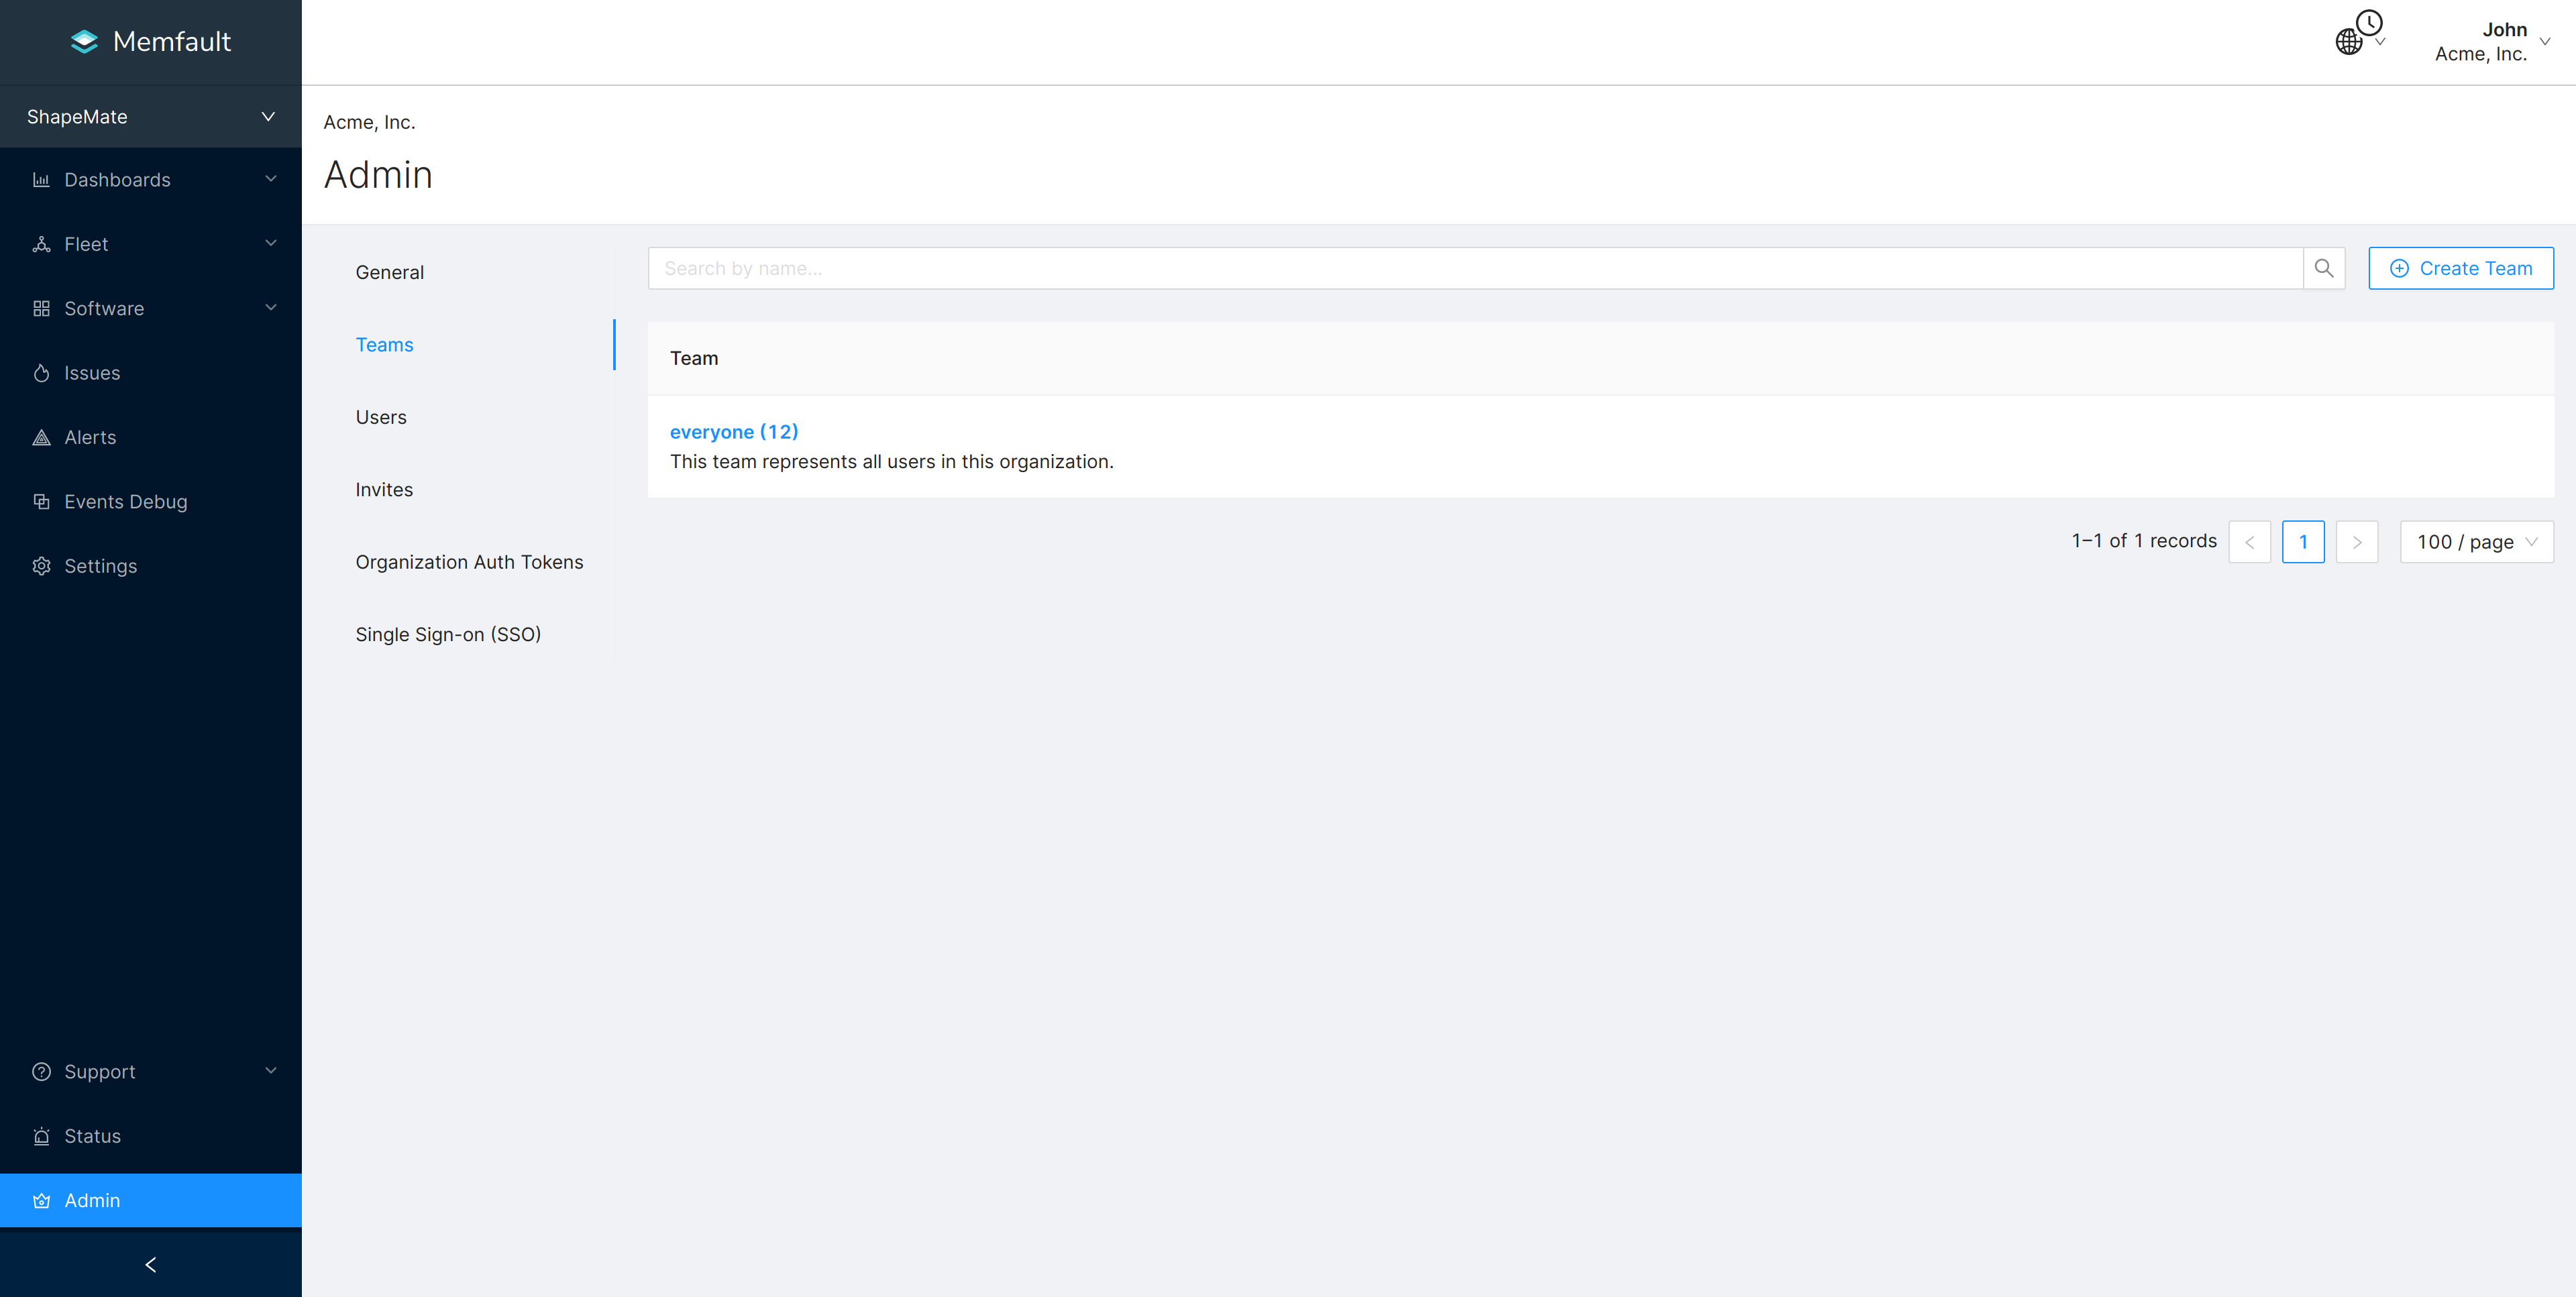 Memfault
John
Acme, Inc.
ShapeMate
Dashboards
Fleet
Software
Issues
Alerts
Events Debug
Settings
Support
Status
Admin
Acme, Inc.
Admin
General
Teams
Users
Invites
Organization Auth Tokens
Single Sign-on (SSO)
Search by name...
Create Team
Team
everyone (12)
This team represents all users in this organization.
1–1 of 1 records
1
100 / page